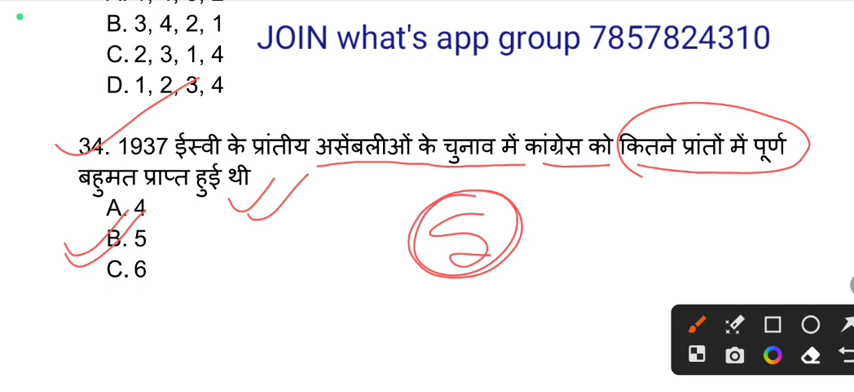 B. 3, 4, 2, 1
JOIN what's app group 7857824310
C. 2, 3, 1, 4
D. 1, 2, 3, 4
34. 1937 ईस्वी के प्रांतीय असेंबलीओं के चुनाव में कांग्रेस को कितने प्रांतों में पूर्ण
बहुमत प्राप्त हुई थी
A. 4
B. 5
C. 6
5